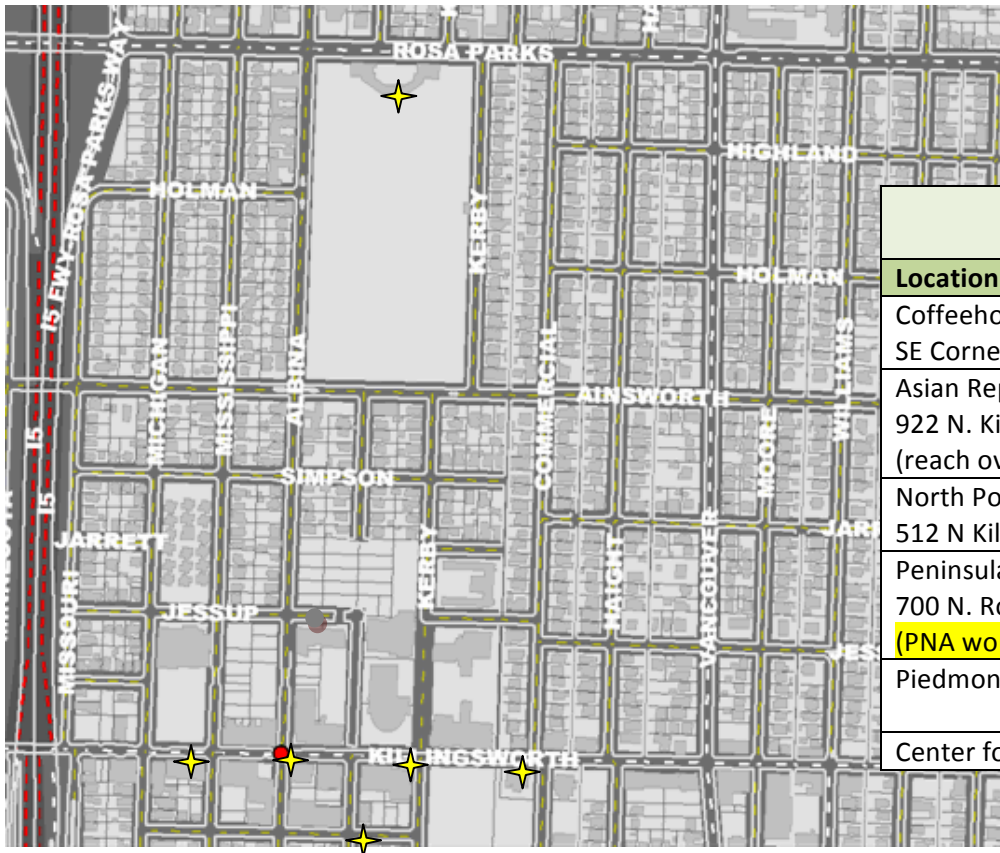 ROSA PARKS
I5 FWY-ROSA PARKS WAY
HIGHLAND
HOLMAN
KERBY
HOLMAN
MICHIGAN
MISSISSIPPI
ALBINA
COMMERCIAL
WILLIAMS
AINSWORTH
MOORE
I5
I5
SIMPSON
JARRETT
KERBY
HAIGHT
VANCOUVER
MISSOURI
JESSUP
KILLINGSWORTH
Location
Coffeeho
SE Corne
Asian Rep
922 N. Ki
(reach ov
North Po
512 N Kil
Peninsula
700 N. Ro
(PNA wo
Piedmon
Center fo